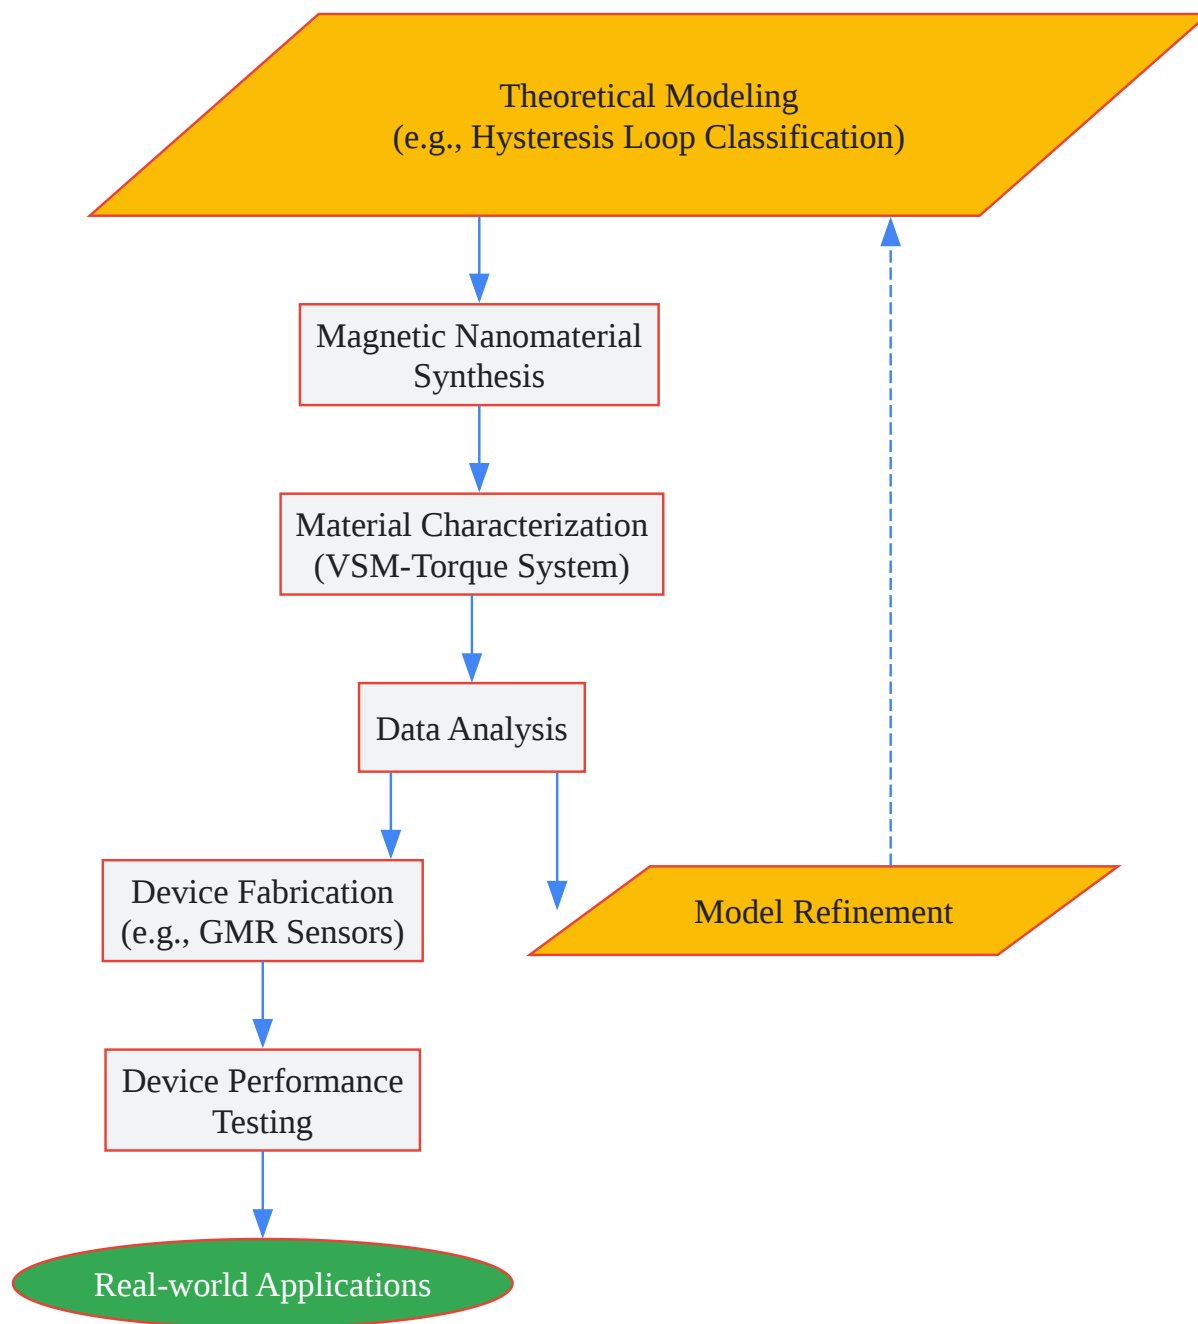 Theoretical Modeling
(e.g., Hysteresis Loop Classification)
Magnetic Nanomaterial
Synthesis
Material Characterization
(VSM-Torque System)
Data Analysis
Device Fabrication
(e.g., GMR Sensors)
Model Refinement
Device Performance
Testing
Real-world Applications